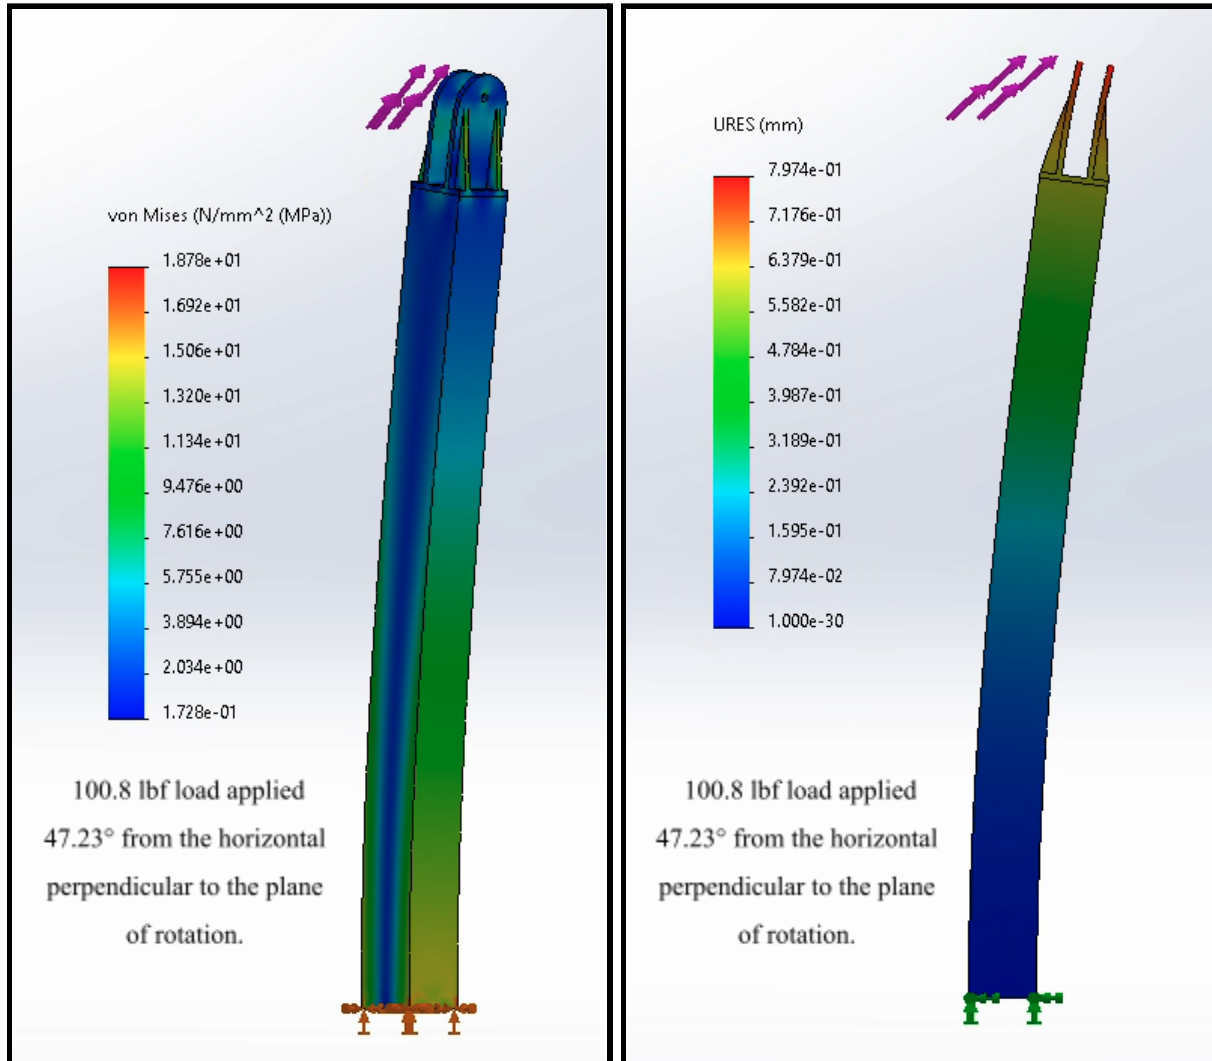 von Mises (N/mm^2 (MPa))
1.878e+01
1.692e+01
1.506e+01
1.320e+01
1.134e+01
9.476e+00
7.616e+00
5.755e+00
3.894e+00
2.034e+00
1.728e-01
100.8 lbf load applied
47.23° from the horizontal
perpendicular to the plane
of rotation.
URES (mm)
7.974e-01
7.176e-01
6.379e-01
5.582e-01
4.784e-01
3.987e-01
3.189e-01
2.392e-01
1.595e-01
7.974e-02
1.000e-30
100.8 lbf load applied
47.23° from the horizontal
perpendicular to the plane
of rotation.